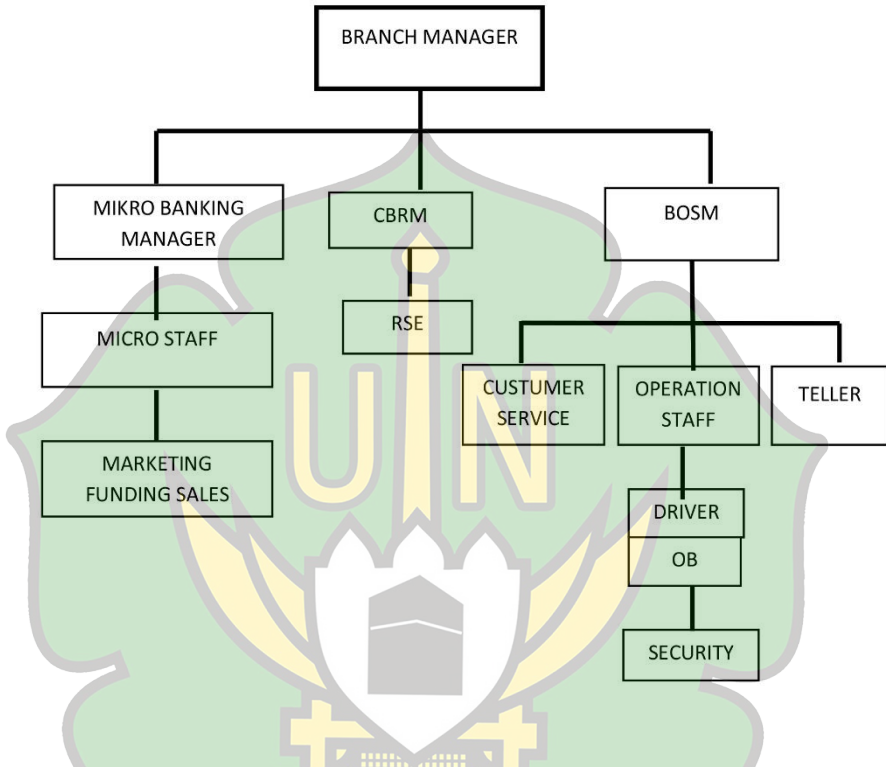 BRANCH MANAGER
MIKRO BANKING
MANAGER
CBRM
BOSM
MICRO STAFF
RSE
CUSTUMER
SERVICE
OPERATION
STAFF
TELLER
MARKETING
FUNDING SALES
DRIVER
OB
SECURITY
UIN